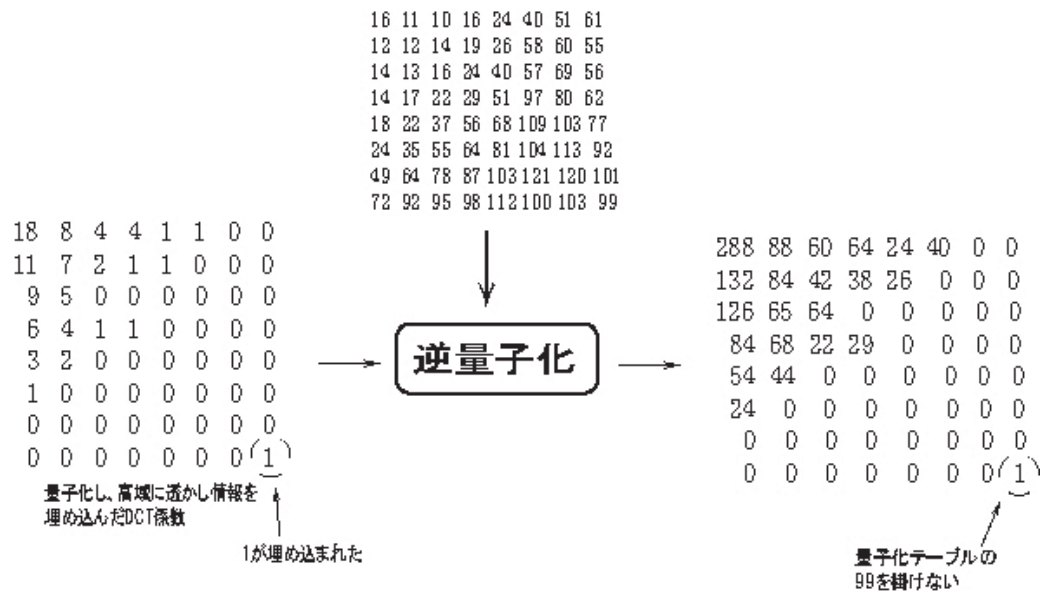 16 11 10 16 24 40 51 61
12 12 14 19 26 58 60 55
14 13 16 24 40 57 69 56
14 17 22 29 51 97 80 62
18 22 37 56 68 109 103 77
24 35 55 64 81 104 113 92
49 64 78 87 103 121 120 101
72 92 95 98 112 100 103 99
18 8 4 4 1 1 0 0
11 7 2 1 1 0 0 0
9 5 0 0 0 0 0 0
6 4 1 1 0 0 0 0
3 2 0 0 0 0 0 0
1 0 0 0 0 0 0 0
0 0 0 0 0 0 0 0
0 0 0 0 0 0 0 1
量子化し、高域に透かし情報を
埋め込んだDCT係数
1が埋め込まれた
逆量子化
288 88 60 64 24 40 0 0
132 84 42 38 26 0 0 0
126 65 64 0 0 0 0 0
84 68 22 29 0 0 0 0
54 44 0 0 0 0 0 0
24 0 0 0 0 0 0 0
0 0 0 0 0 0 0 0
0 0 0 0 0 0 0 1
量子化テーブルの
99を掛けない